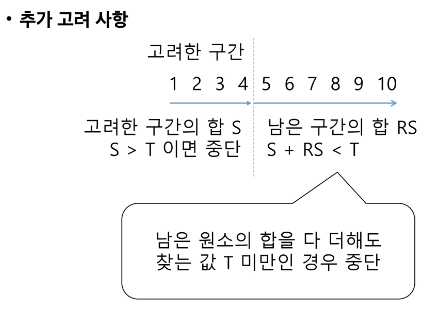 • 추가 고려 사항
고려한 구간
1 2 3 4 5 6 7 8 9 10
고려한 구간의 합 S
S > T 이면 중단
남은 구간의 합 RS
S + RS < T
남은 원소의 합을 다 더해도
찾는 값 T 미만인 경우 중단